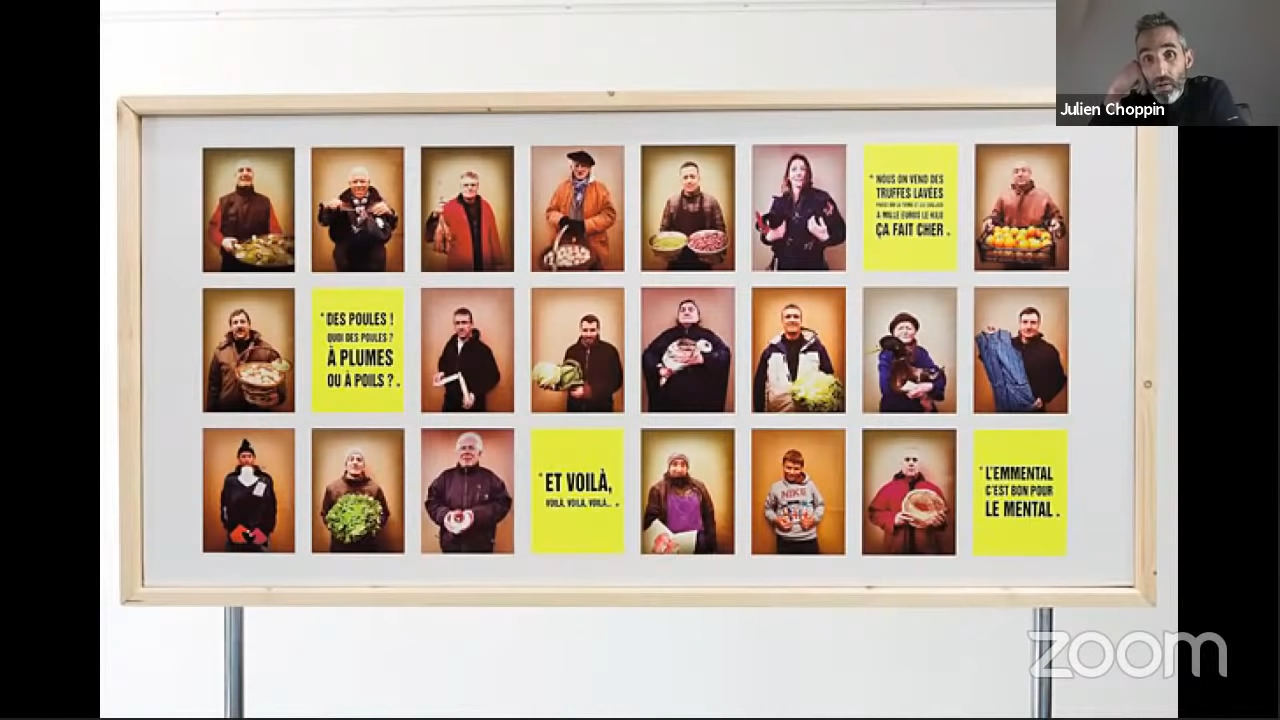 Julien Choppin
" NOUS ON VEND DES
TRUFFES LAVÉES
À MILLE EUROS LE KILO
ÇA FAIT CHER ".
" DES POULES !
QUOI DES POULES ?
À PLUMES
OU À POILS ? ".
" ET VOILÀ,
VOILÀ, VOILÀ, VOILÀ... ".
" L'EMMENTAL
C'EST BON POUR
LE MENTAL ".
NIKE
zoom